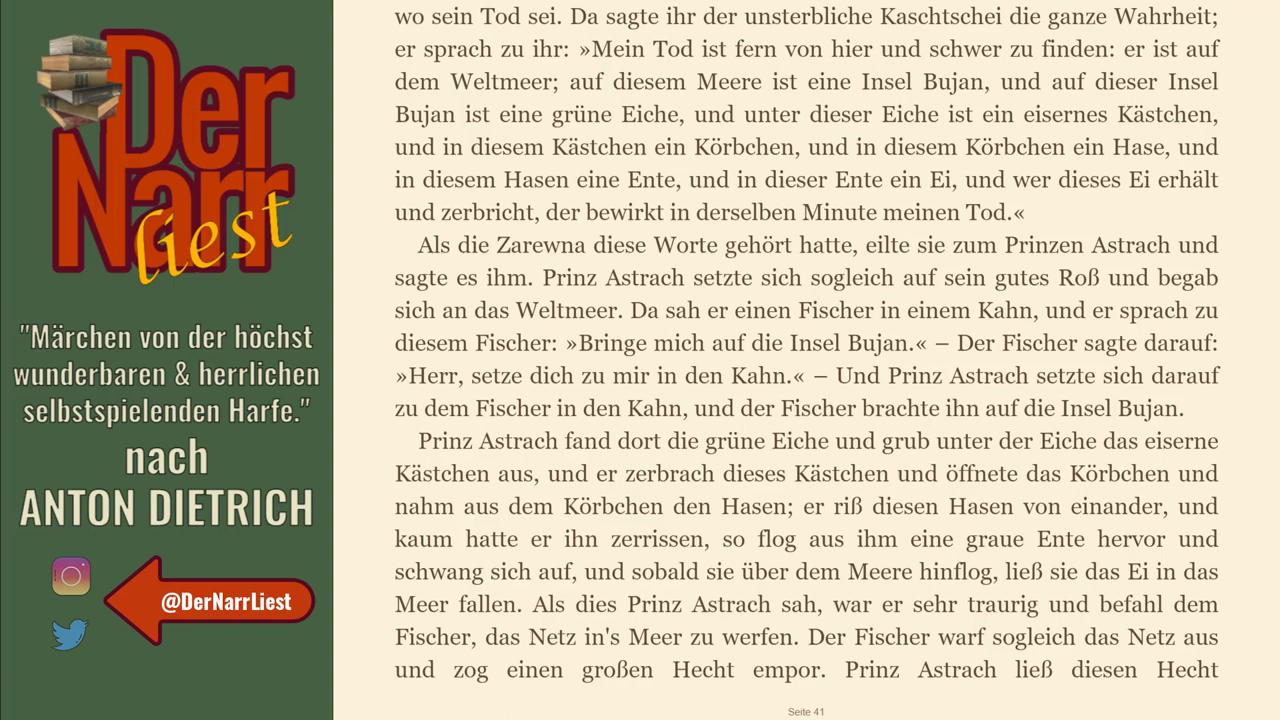 Der
Narr
liest
"Märchen von der höchst
wunderbaren & herrlichen
selbstspielenden Harfe."
nach
ANTON DIETRICH
@DerNarrLiest
wo sein Tod sei. Da sagte ihr der unsterbliche Kaschtschei die ganze Wahrheit;
er sprach zu ihr: »Mein Tod ist fern von hier und schwer zu finden: er ist auf
dem Weltmeer; auf diesem Meere ist eine Insel Bujan, und auf dieser Insel
Bujan ist eine grüne Eiche, und unter dieser Eiche ist ein eisernes Kästchen,
und in diesem Kästchen ein Körbchen, und in diesem Körbchen ein Hase, und
in diesem Hasen eine Ente, und in dieser Ente ein Ei, und wer dieses Ei erhält
und zerbricht, der bewirkt in derselben Minute meinen Tod.«
Als die Zarewna diese Worte gehört hatte, eilte sie zum Prinzen Astrach und
sagte es ihm. Prinz Astrach setzte sich sogleich auf sein gutes Roß und begab
sich an das Weltmeer. Da sah er einen Fischer in einem Kahn, und er sprach zu
diesem Fischer: »Bringe mich auf die Insel Bujan.« – Der Fischer sagte darauf:
»Herr, setze dich zu mir in den Kahn.« – Und Prinz Astrach setzte sich darauf
zu dem Fischer in den Kahn, und der Fischer brachte ihn auf die Insel Bujan.
Prinz Astrach fand dort die grüne Eiche und grub unter der Eiche das eiserne
Kästchen aus, und er zerbrach dieses Kästchen und öffnete das Körbchen und
nahm aus dem Körbchen den Hasen; er riß diesen Hasen von einander, und
kaum hatte er ihn zerrissen, so flog aus ihm eine graue Ente hervor und
schwang sich auf, und sobald sie über dem Meere hinflog, ließ sie das Ei in das
Meer fallen. Als dies Prinz Astrach sah, war er sehr traurig und befahl dem
Fischer, das Netz in's Meer zu werfen. Der Fischer warf sogleich das Netz aus
und zog einen großen Hecht empor. Prinz Astrach ließ diesen Hecht
Seite 41